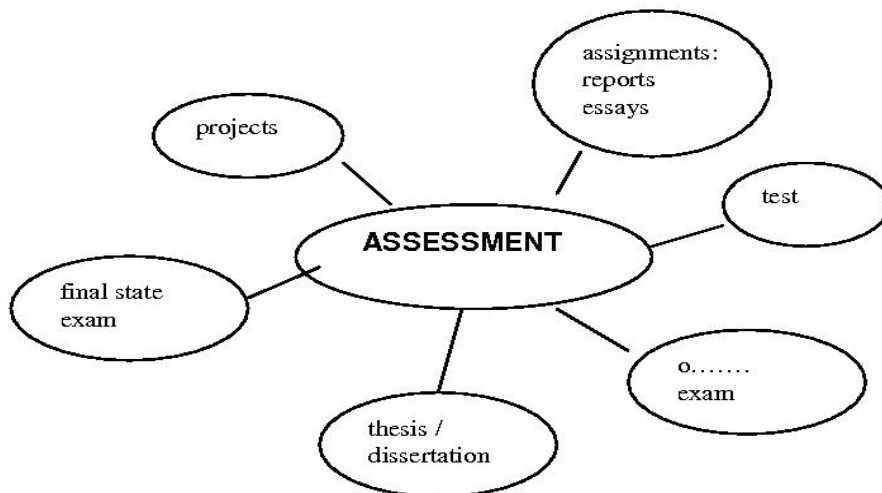 assignments:
reports
essays
projects
test
ASSESSMENT
final state
exam
o.......
exam
thesis /
dissertation